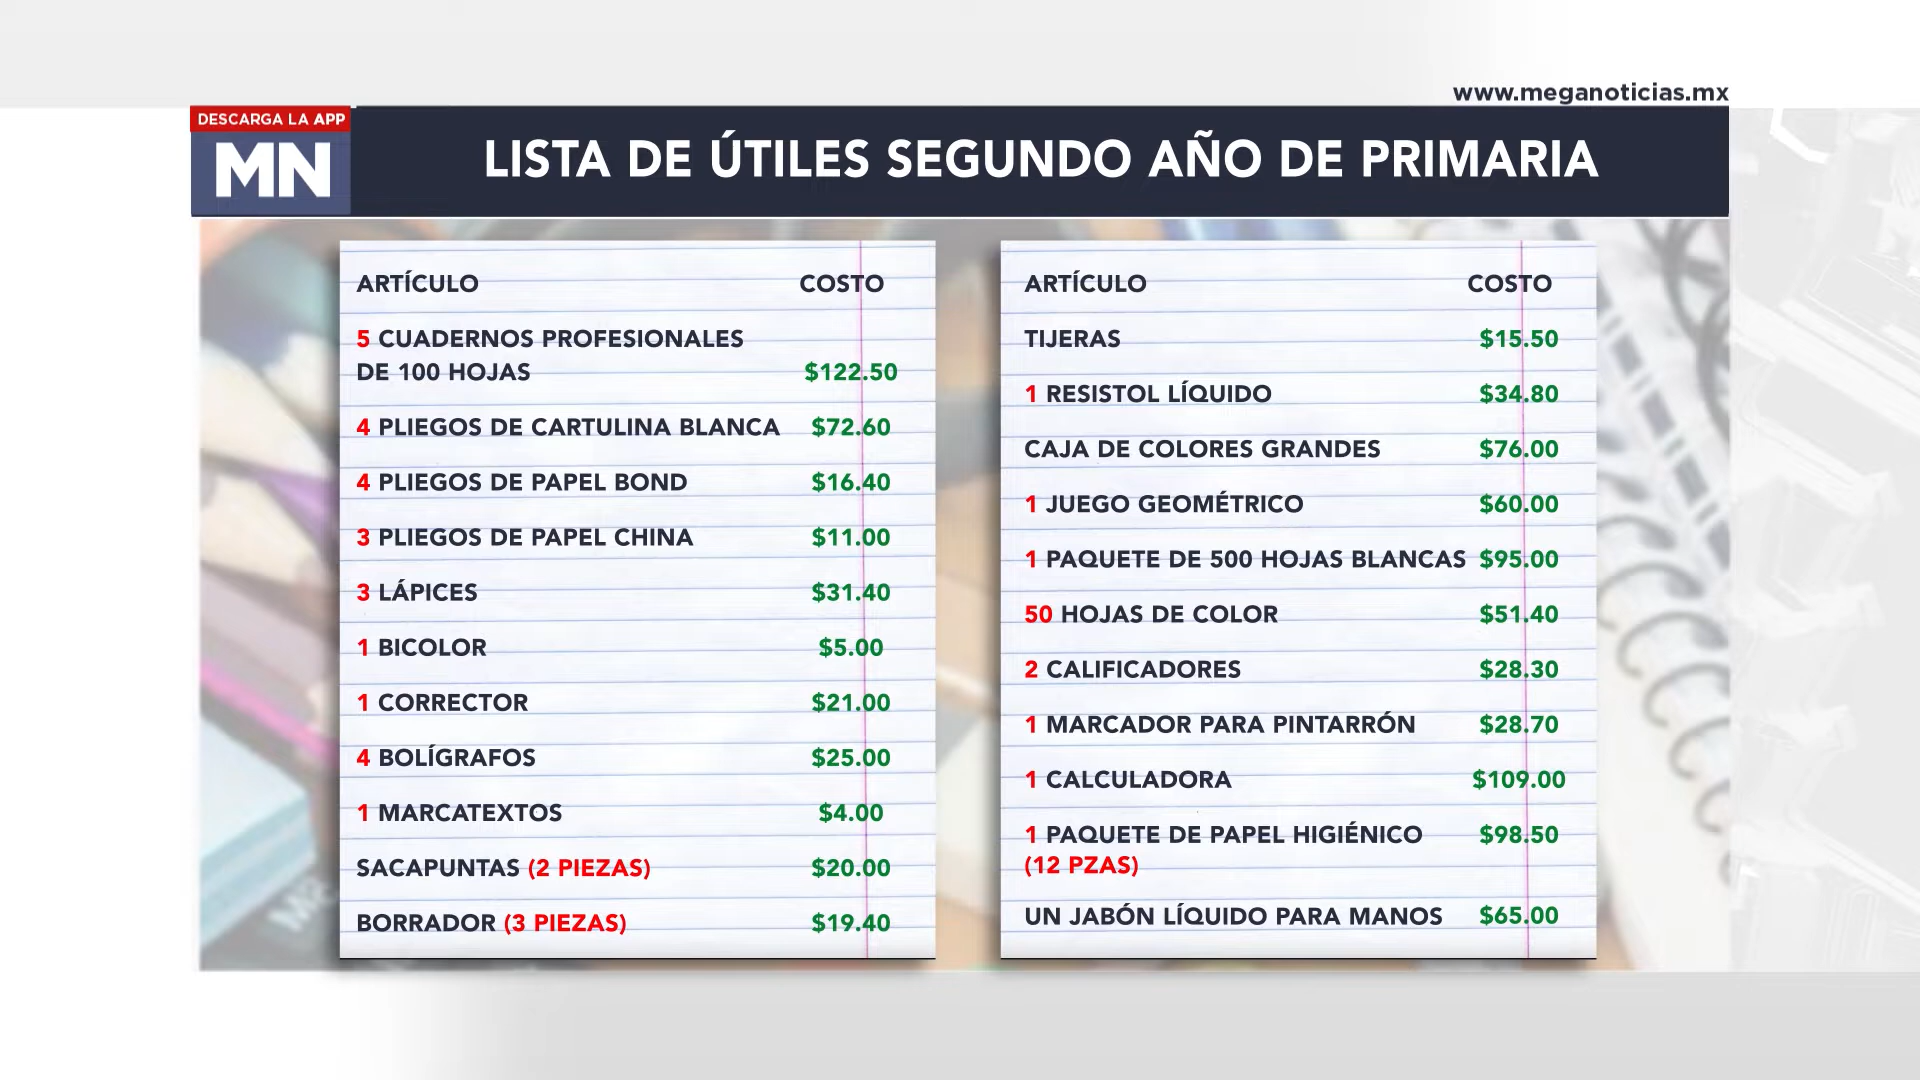 www.meganoticias.mx
DESCARGA LA APP
MN
LISTA DE ÚTILES SEGUNDO AÑO DE PRIMARIA
ARTÍCULO COSTO
5 CUADERNOS PROFESIONALES
DE 100 HOJAS $122.50
4 PLIEGOS DE CARTULINA BLANCA $72.60
4 PLIEGOS DE PAPEL BOND $16.40
3 PLIEGOS DE PAPEL CHINA $11.00
3 LÁPICES $31.40
1 BICOLOR $5.00
1 CORRECTOR $21.00
4 BOLÍGRAFOS $25.00
1 MARCATEXTOS $4.00
SACAPUNTAS (2 PIEZAS) $20.00
BORRADOR (3 PIEZAS) $19.40
ARTÍCULO COSTO
TIJERAS $15.50
1 RESISTOL LÍQUIDO $34.80
CAJA DE COLORES GRANDES $76.00
1 JUEGO GEOMÉTRICO $60.00
1 PAQUETE DE 500 HOJAS BLANCAS $95.00
50 HOJAS DE COLOR $51.40
2 CALIFICADORES $28.30
1 MARCADOR PARA PINTARRÓN $28.70
1 CALCULADORA $109.00
1 PAQUETE DE PAPEL HIGIÉNICO $98.50
(12 PZAS)
UN JABÓN LÍQUIDO PARA MANOS $65.00